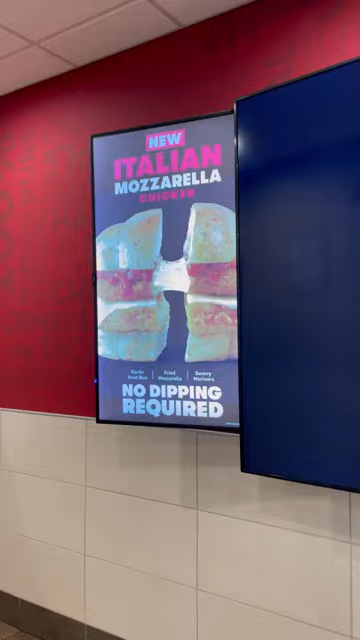 NEW
ITALIAN
MOZZARELLA
CHICKEN
Garlic Knot Bun
Fried Mozzarella
Savory Marinara
NO DIPPING
REQUIRED